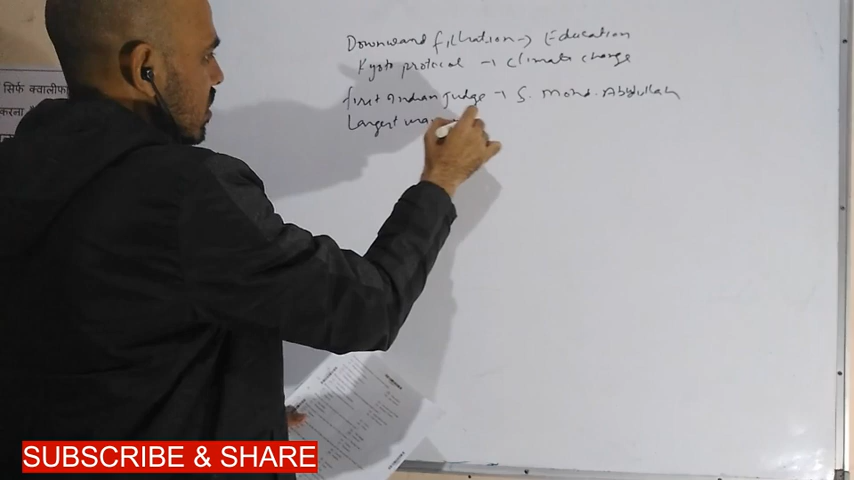 Downward filtration → Education
Kyoto protocol → climate change
first Indian judge → S. Mohd. Abdullah
Largest
सिर्फ क्वालीफा
करना
SUBSCRIBE & SHARE